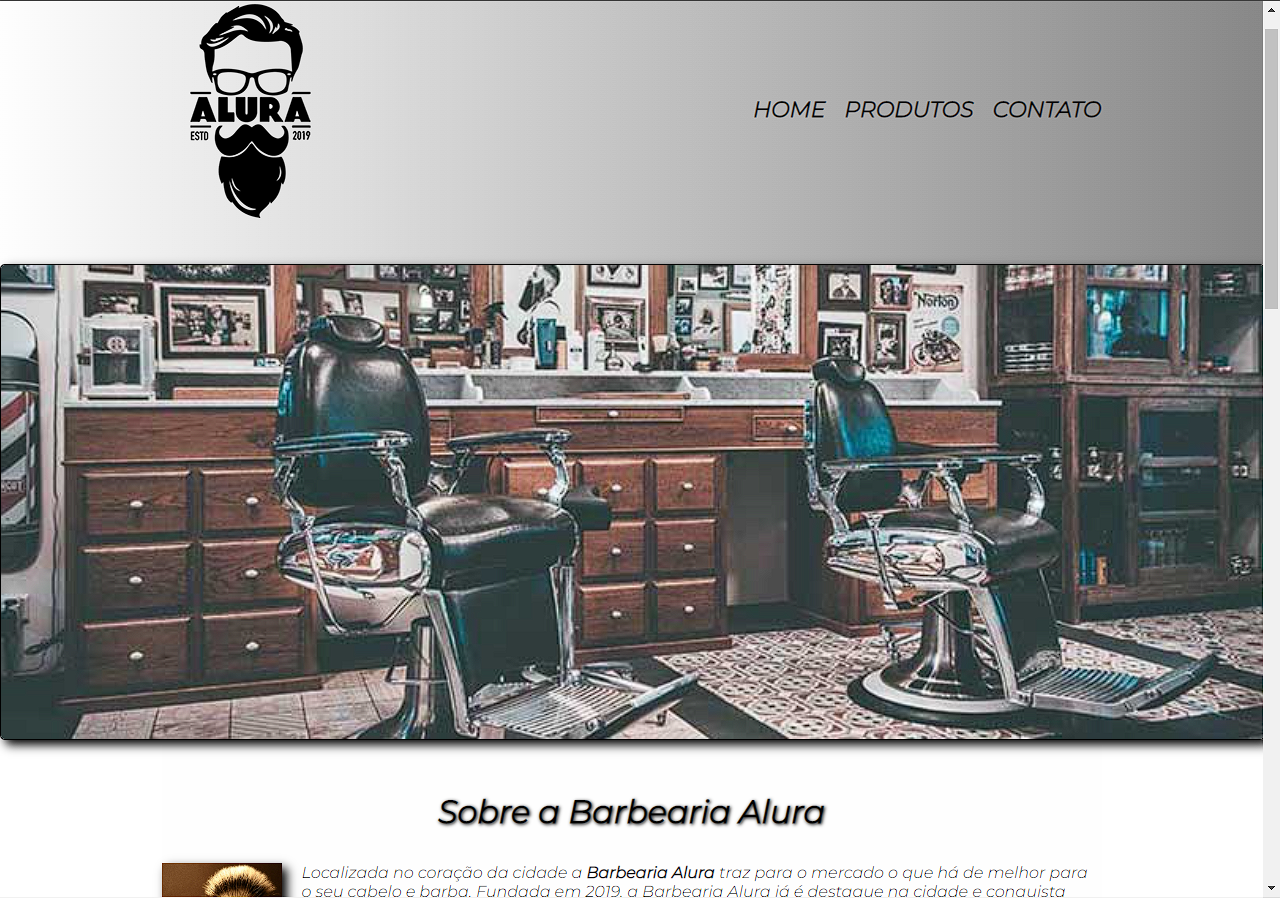 ALURA
ESTD 2019
HOME PRODUTOS CONTATO
Norton
Sobre a Barbearia Alura
Localizada no coração da cidade a Barbearia Alura traz para o mercado o que há de melhor para
o seu cabelo e barba. Fundada em 2019, a Barbearia Alura já é destaque na cidade e conquista